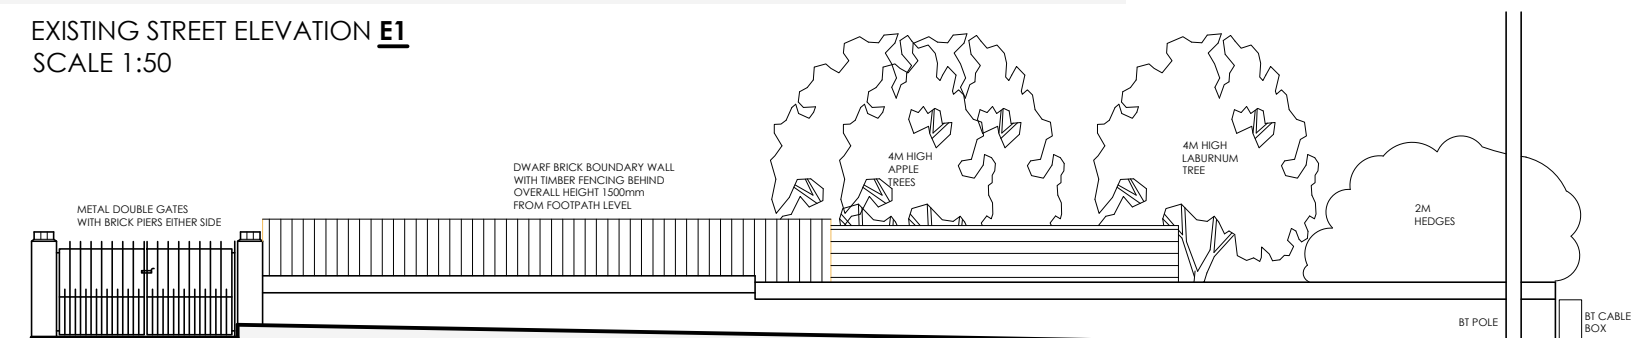 EXISTING STREET ELEVATION E1
SCALE 1:50
METAL DOUBLE GATES
WITH BRICK PIERS EITHER SIDE
DWARF BRICK BOUNDARY WALL
WITH TIMBER FENCING BEHIND
OVERALL HEIGHT 1500mm
FROM FOOTPATH LEVEL
4M HIGH
APPLE
TREES
4M HIGH
LABURNUM
TREE
2M
HEDGES
BT POLE
BT CABLE
BOX